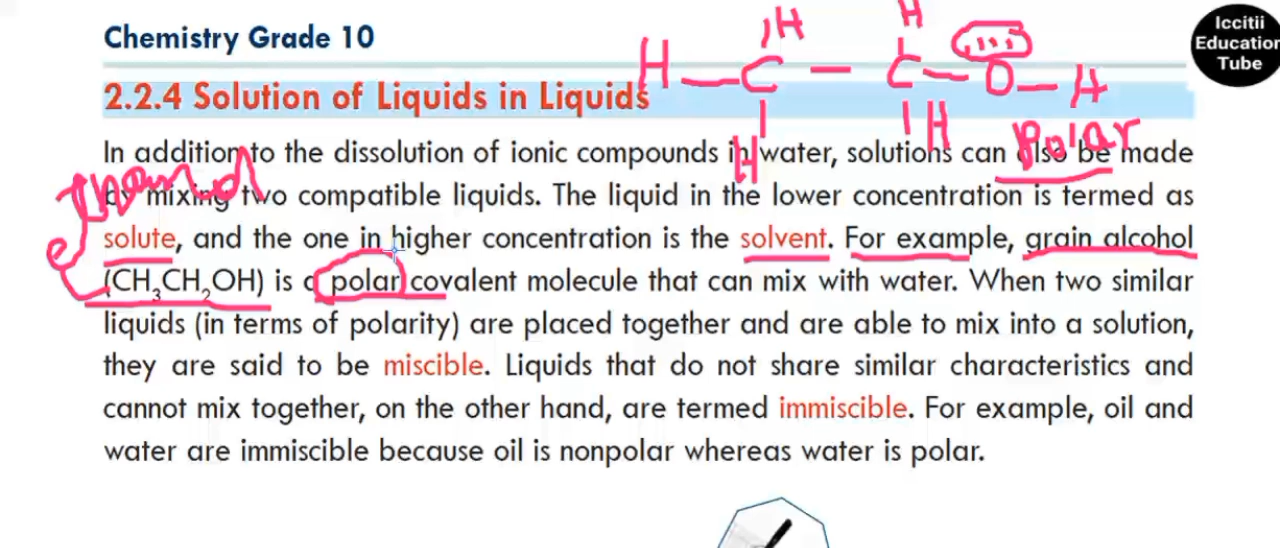 Chemistry Grade 10
Iccitii
Education
Tube
H
H
H — C — C — O — H
H
H
Polar
2.2.4 Solution of Liquids in Liquids
In addition to the dissolution of ionic compounds in water, solutions can also be made
by mixing two compatible liquids. The liquid in the lower concentration is termed as
solute, and the one in higher concentration is the solvent. For example, grain alcohol
(CH₃CH₂OH) is a polar covalent molecule that can mix with water. When two similar
liquids (in terms of polarity) are placed together and are able to mix into a solution,
they are said to be miscible. Liquids that do not share similar characteristics and
cannot mix together, on the other hand, are termed immiscible. For example, oil and
water are immiscible because oil is nonpolar whereas water is polar.